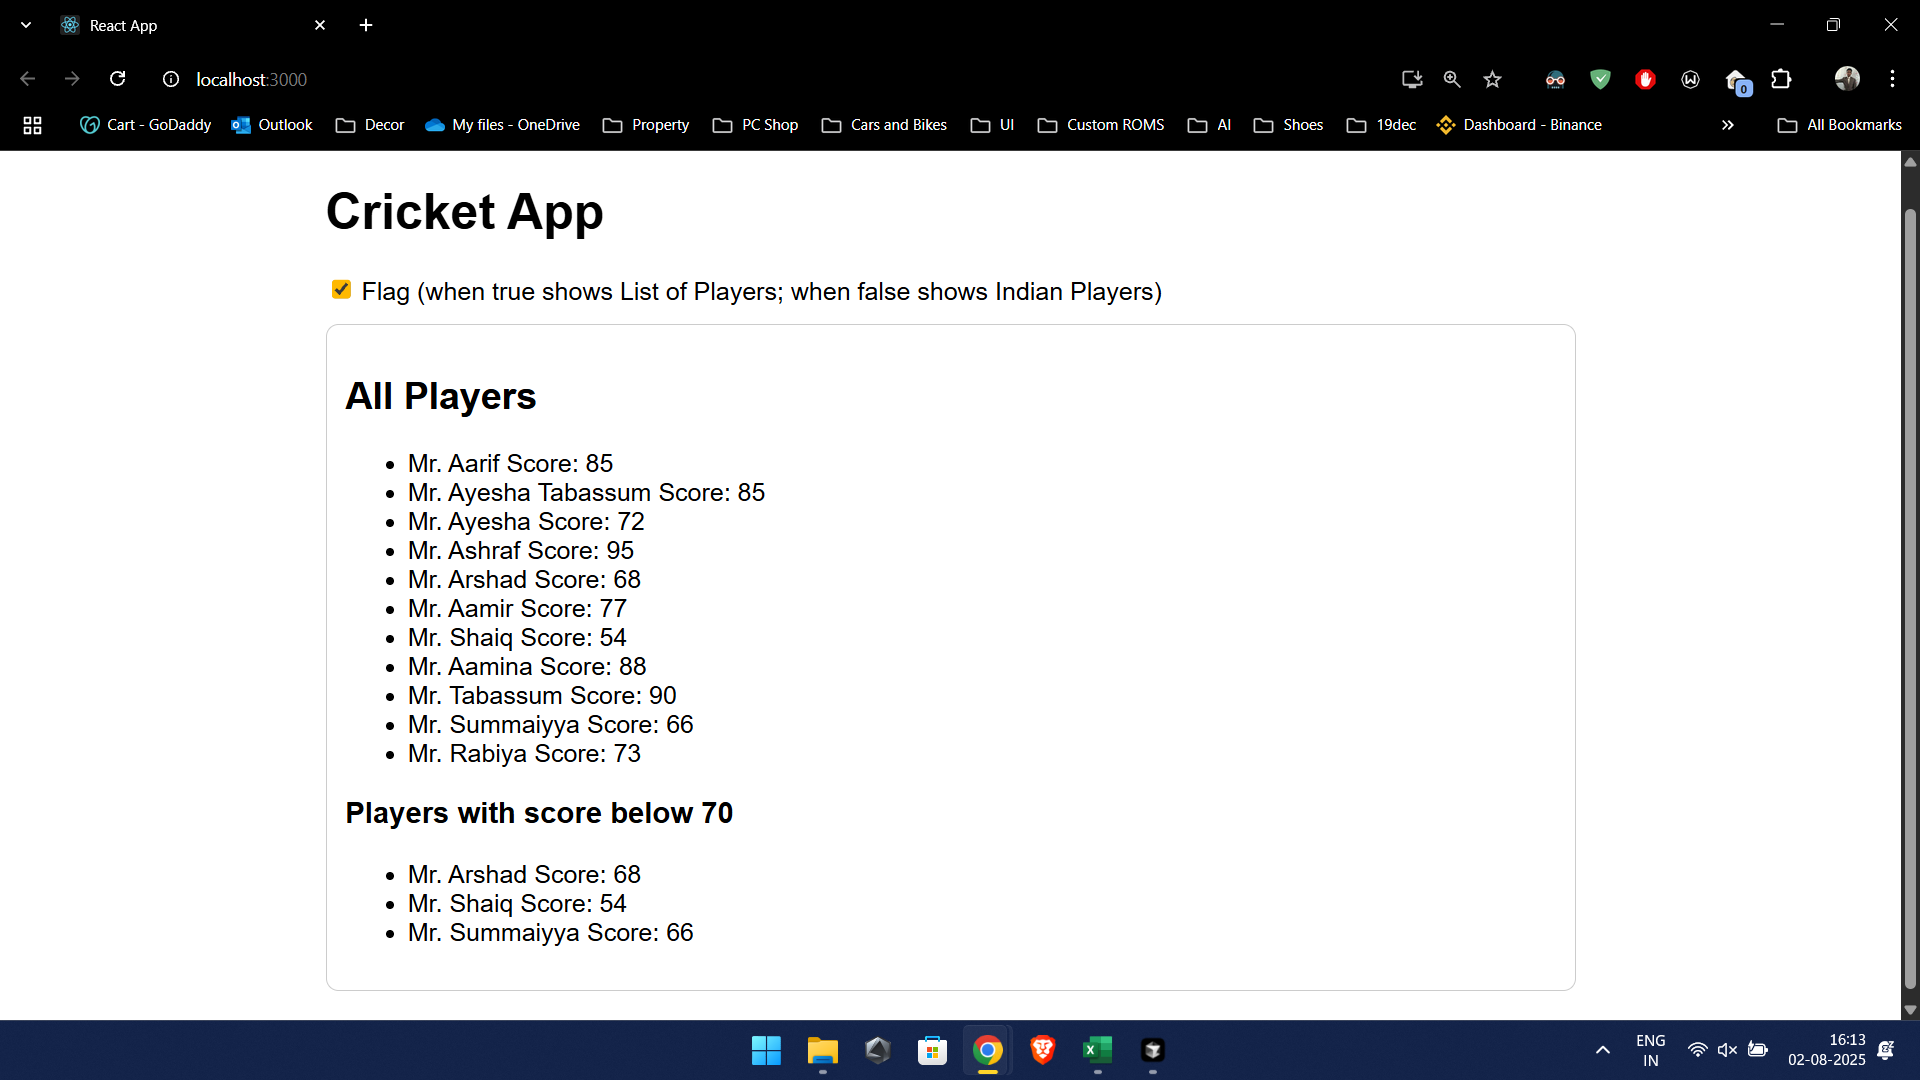 React App
localhost:3000
0
Cart - GoDaddy Outlook Decor My files - OneDrive Property PC Shop Cars and Bikes UI Custom ROMS AI Shoes 19dec Dashboard - Binance » All Bookmarks
Cricket App
Flag (when true shows List of Players; when false shows Indian Players)
All Players
• Mr. Aarif Score: 85
• Mr. Ayesha Tabassum Score: 85
• Mr. Ayesha Score: 72
• Mr. Ashraf Score: 95
• Mr. Arshad Score: 68
• Mr. Aamir Score: 77
• Mr. Shaiq Score: 54
• Mr. Aamina Score: 88
• Mr. Tabassum Score: 90
• Mr. Summaiyya Score: 66
• Mr. Rabiya Score: 73
Players with score below 70
• Mr. Arshad Score: 68
• Mr. Shaiq Score: 54
• Mr. Summaiyya Score: 66
ENG 16:13
IN 02-08-2025